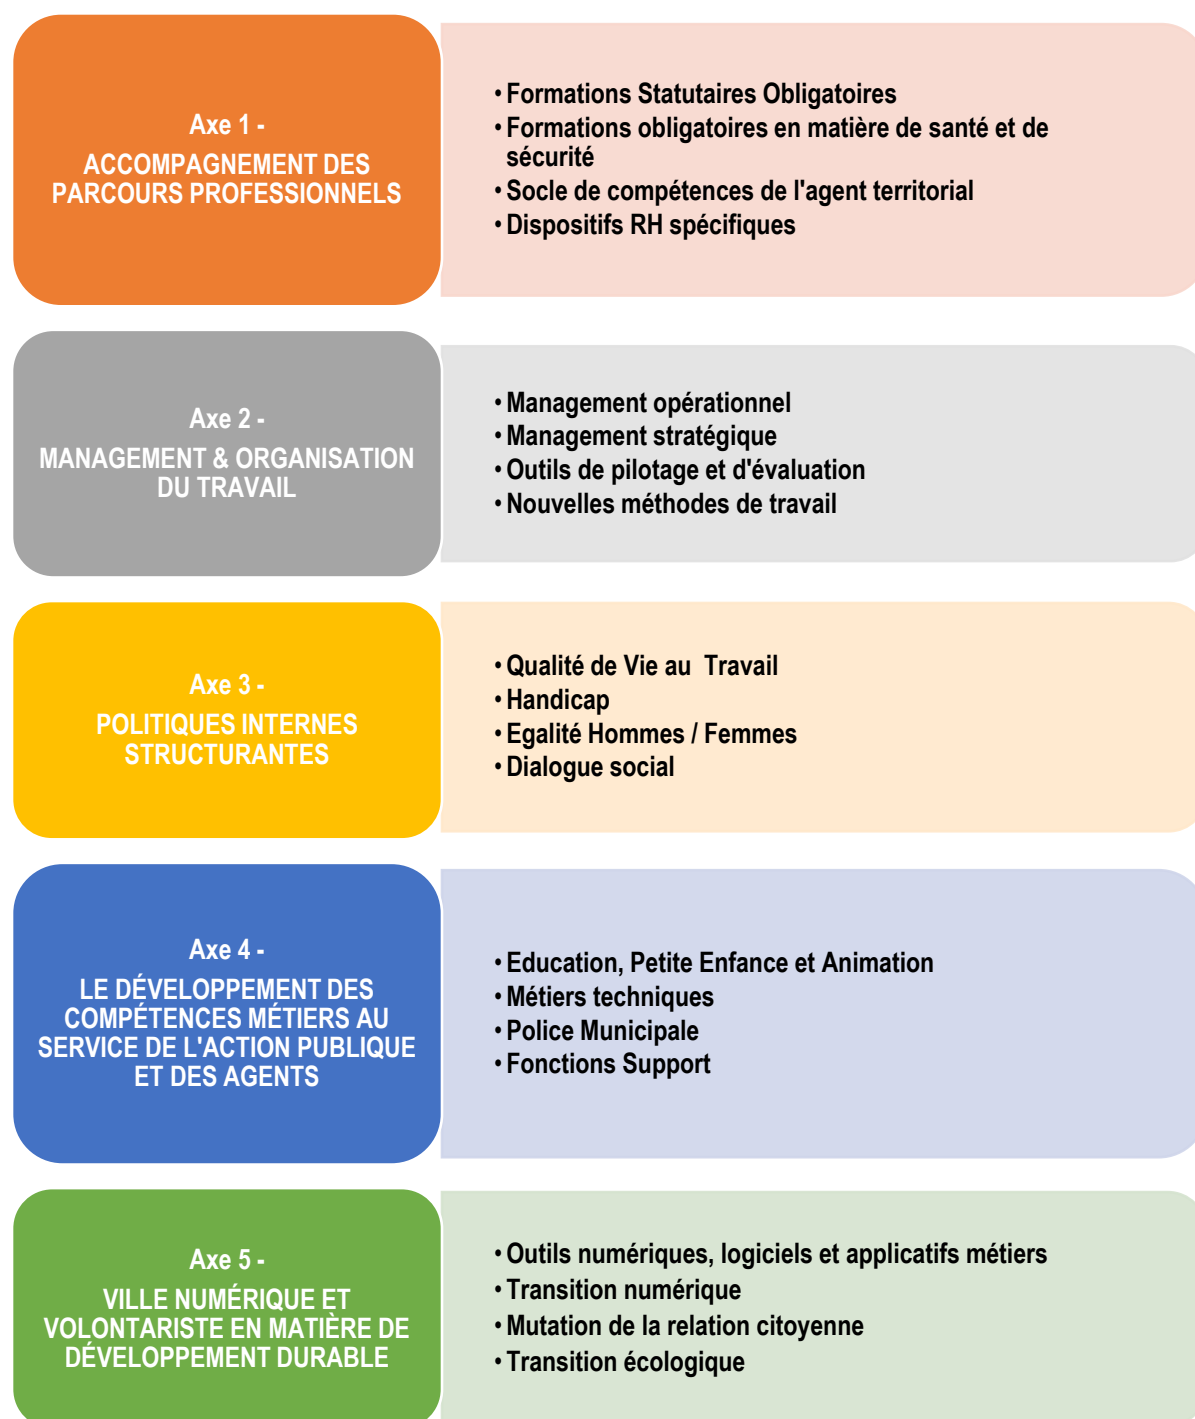 Axe 1 -
ACCOMPAGNEMENT DES
PARCOURS PROFESSIONNELS
• Formations Statutaires Obligatoires
• Formations obligatoires en matière de santé et de
sécurité
• Socle de compétences de l'agent territorial
• Dispositifs RH spécifiques
Axe 2 -
MANAGEMENT & ORGANISATION
DU TRAVAIL
• Management opérationnel
• Management stratégique
• Outils de pilotage et d'évaluation
• Nouvelles méthodes de travail
Axe 3 -
POLITIQUES INTERNES
STRUCTURANTES
• Qualité de Vie au Travail
• Handicap
• Egalité Hommes / Femmes
• Dialogue social
Axe 4 -
LE DÉVELOPPEMENT DES
COMPÉTENCES MÉTIERS AU
SERVICE DE L'ACTION PUBLIQUE
ET DES AGENTS
• Education, Petite Enfance et Animation
• Métiers techniques
• Police Municipale
• Fonctions Support
Axe 5 -
VILLE NUMÉRIQUE ET
VOLONTARISTE EN MATIÈRE DE
DÉVELOPPEMENT DURABLE
• Outils numériques, logiciels et applicatifs métiers
• Transition numérique
• Mutation de la relation citoyenne
• Transition écologique